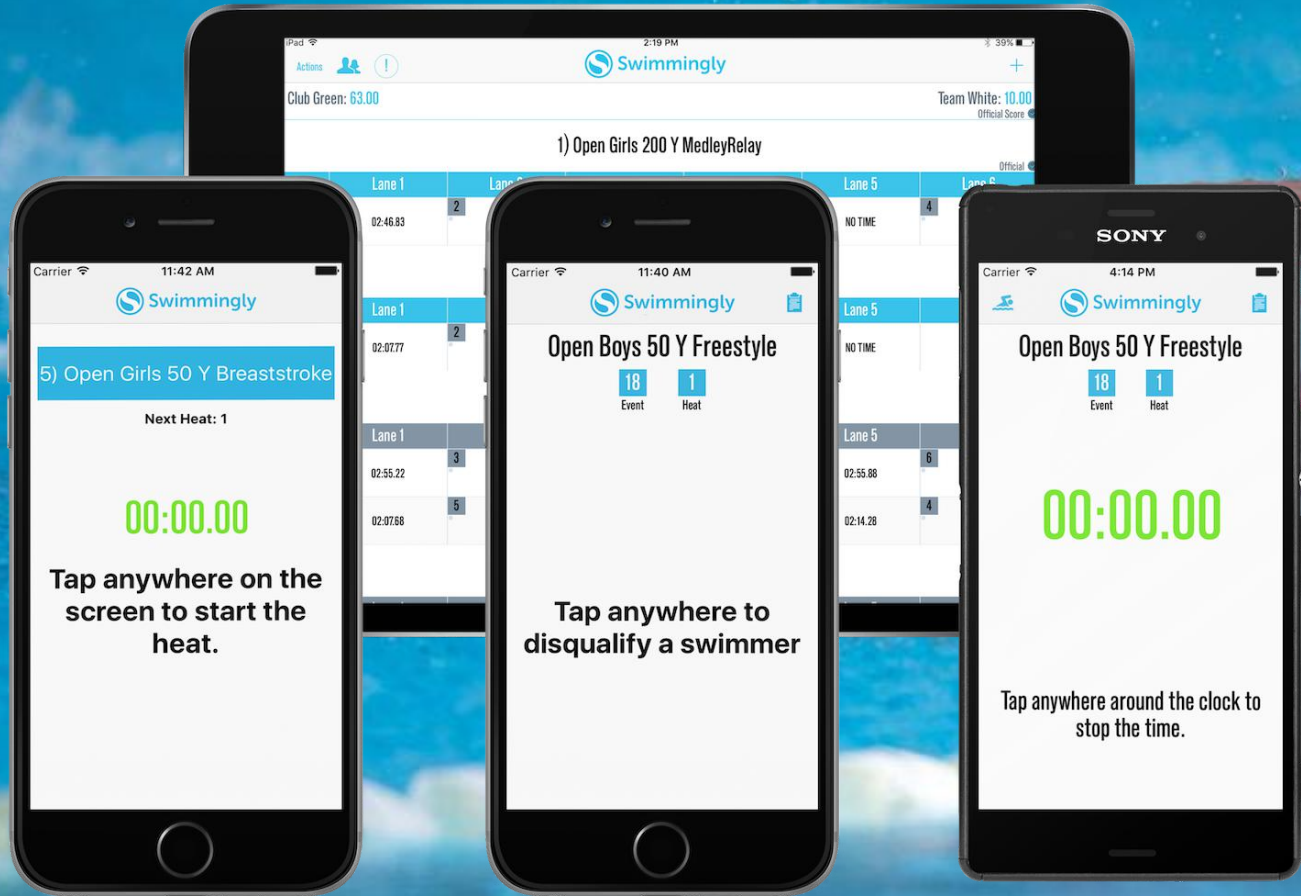 iPad 2:19 PM 39%
Actions ! Swimmingly +
Club Green: 63.00 Team White: 10.00
Official Score
1) Open Girls 200 Y MedleyRelay
Official
Lane 1 Lane 5
02:46.83 2 NO TIME 4
Lane 1 Lane 5
02:07.77 2 NO TIME
Lane 1 Lane 5
02:55.22 3 02:55.88 6
02:07.68 5 02:14.28 4
Carrier 11:42 AM
Swimmingly
5) Open Girls 50 Y Breaststroke
Next Heat: 1
00:00.00
Tap anywhere on the
screen to start the
heat.
Carrier 11:40 AM
Swimmingly
Open Boys 50 Y Freestyle
18 1
Event Heat
Tap anywhere to
disqualify a swimmer
SONY
Carrier 4:14 PM
Swimmingly
Open Boys 50 Y Freestyle
18 1
Event Heat
00:00.00
Tap anywhere around the clock to
stop the time.